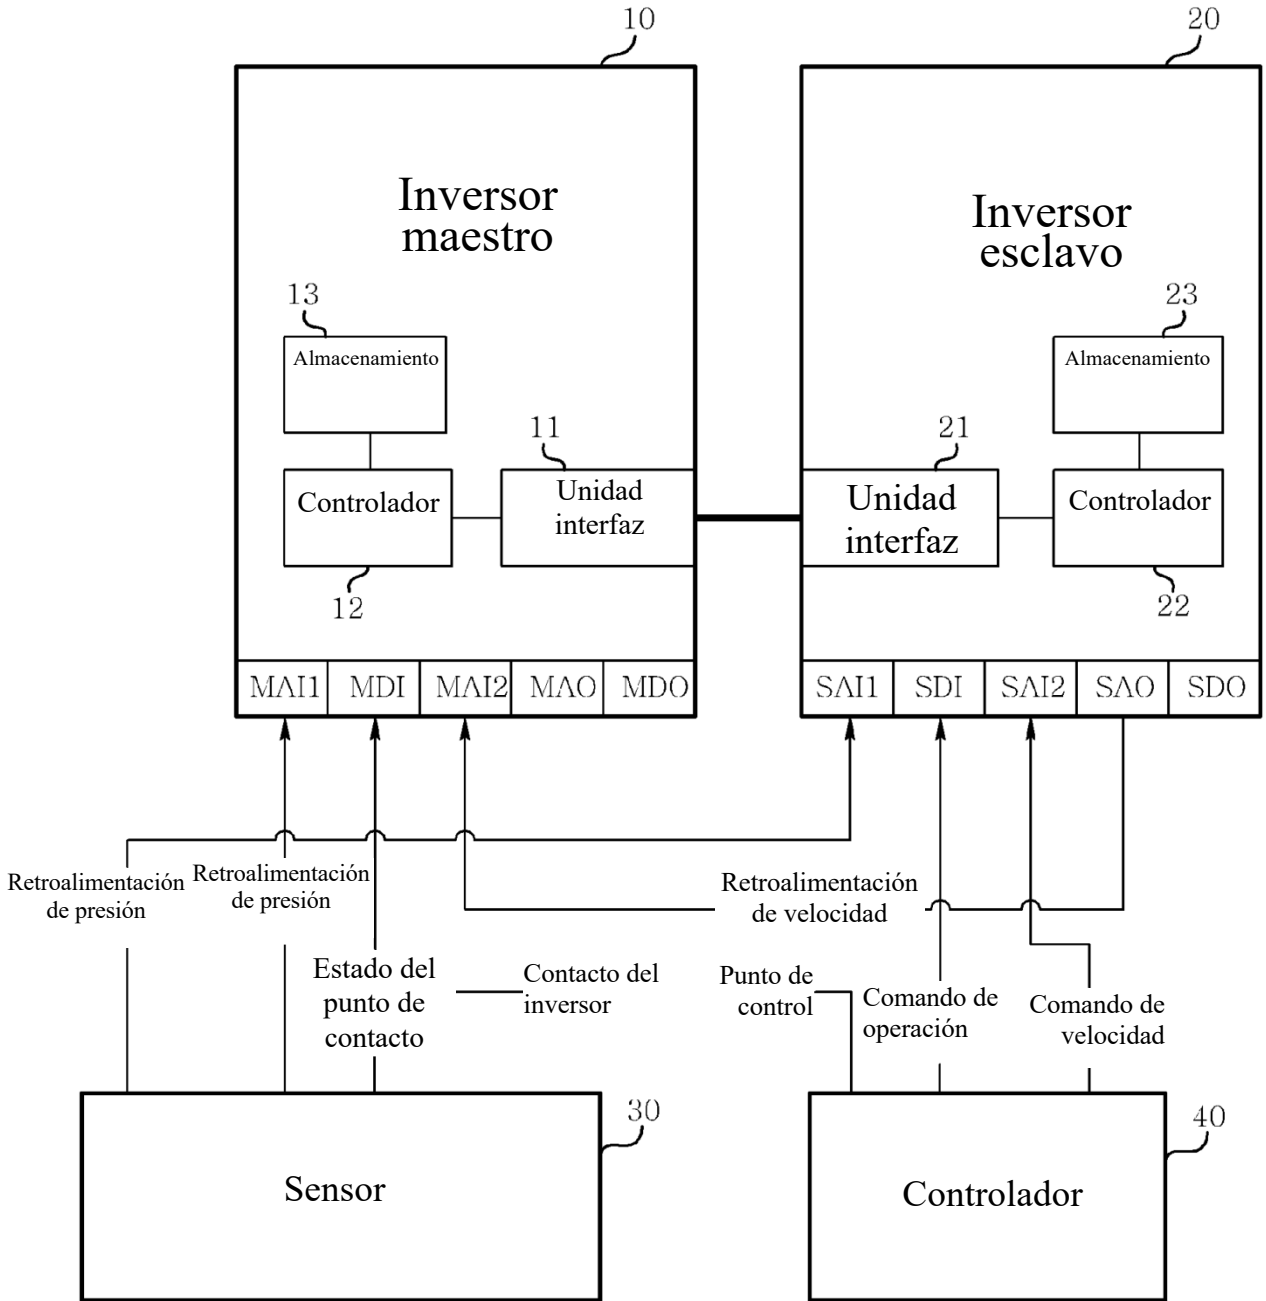 10
20
Inversor
maestro
Inversor
esclavo
13
23
Almacenamiento
Almacenamiento
11
21
Controlador
Unidad
interfaz
Unidad
interfaz
Controlador
12
22
MAI1 MDI MAI2 MAO MDO
SAI1 SDI SAI2 SAO SDO
Retroalimentación
de presión
Retroalimentación
de presión
Retroalimentación
de velocidad
Estado del
punto de
contacto
Contacto del
inversor
Punto de
control
Comando de
operación
Comando de
velocidad
30
40
Sensor
Controlador